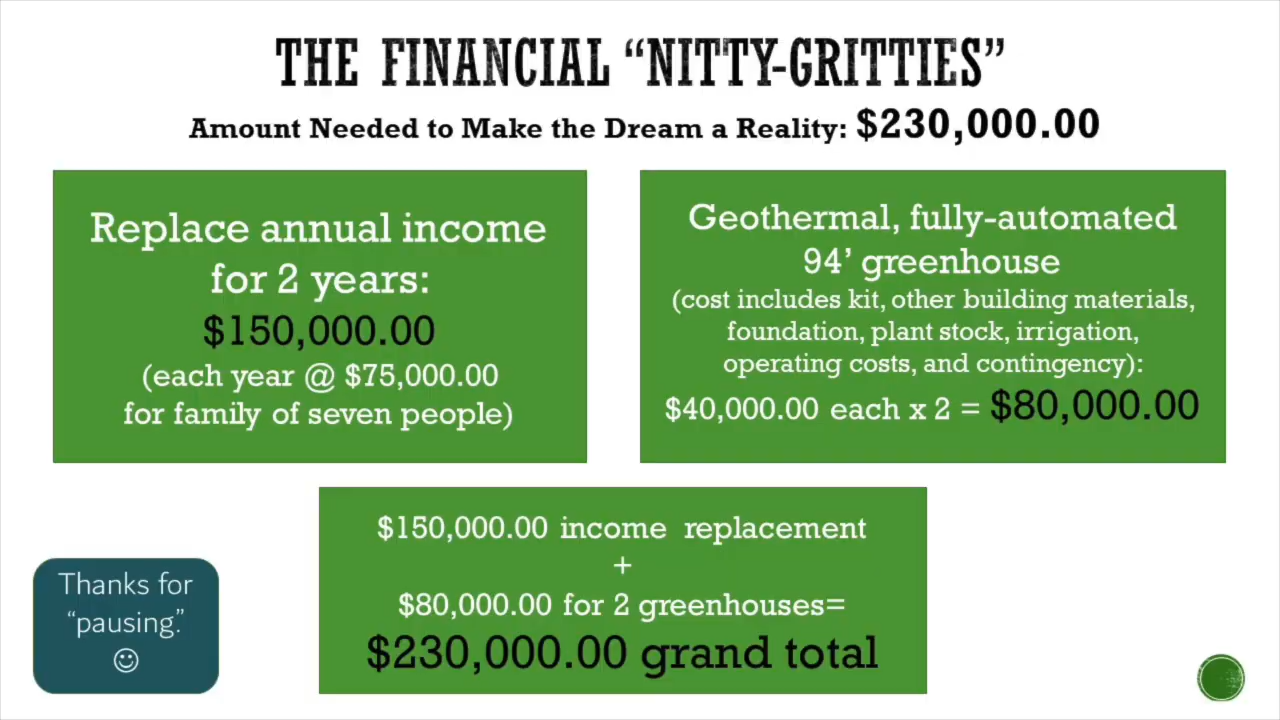 THE FINANCIAL “NITTY-GRITTIES”
Amount Needed to Make the Dream a Reality: $230,000.00
Replace annual income
for 2 years:
$150,000.00
(each year @ $75,000.00
for family of seven people)
Geothermal, fully-automated
94’ greenhouse
(cost includes kit, other building materials,
foundation, plant stock, irrigation,
operating costs, and contingency):
$40,000.00 each x 2 = $80,000.00
$150,000.00 income replacement
+
$80,000.00 for 2 greenhouses=
$230,000.00 grand total
Thanks for
“pausing.”
☺